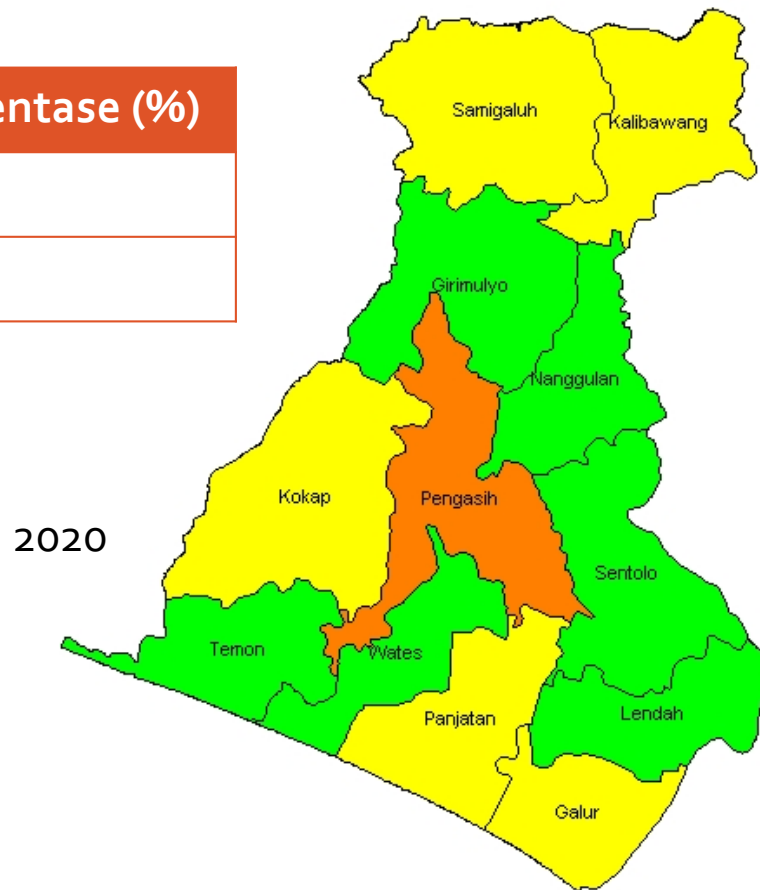 entase (%)
Samigaluh
Kalibawang
Girimulyo
Nanggulan
Kokap
Pengasih
2020
Sentolo
Temon
Wates
Lendah
Panjatan
Galur